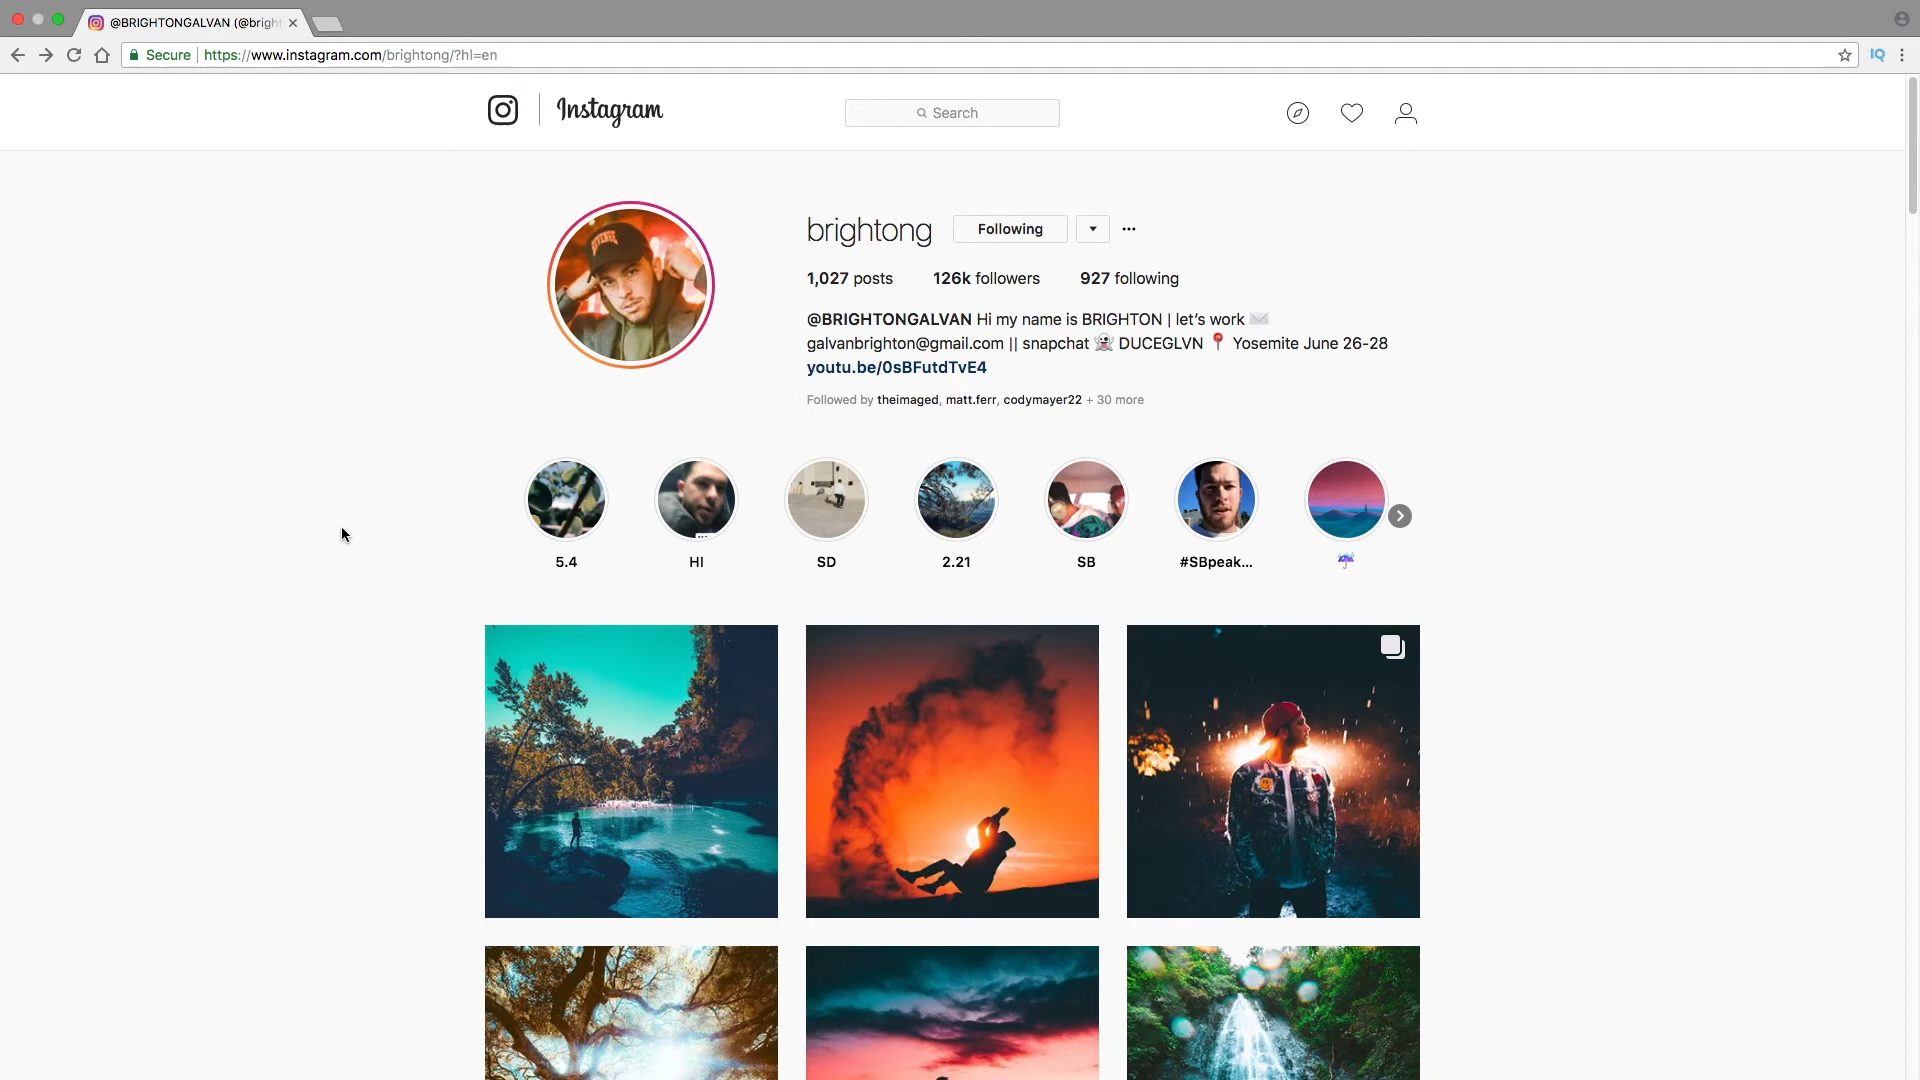 @BRIGHTONGALVAN (@brigh
Secure
https://www.instagram.com/brightong/?hl=en
IQ
Instagram
Search
brightong
Following
1,027 posts 126k followers 927 following
@BRIGHTONGALVAN Hi my name is BRIGHTON | let’s work ✉️
galvanbrighton@gmail.com || snapchat 👻 DUCEGLVN 📍 Yosemite June 26-28
youtu.be/0sBFutdTvE4
Followed by theimaged, matt.ferr, codymayer22 + 30 more
5.4 HI SD 2.21 SB #SBpeak... ☔